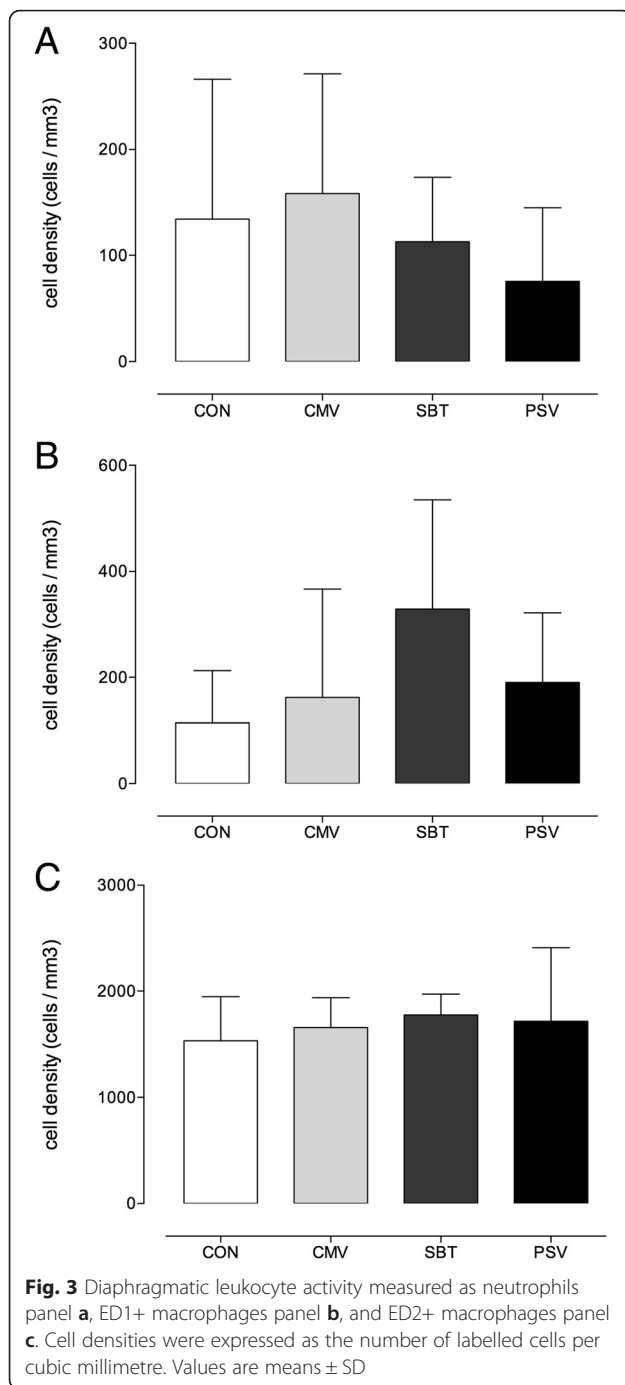 A
300
200
100
0
cell density (cells / mm3)
CON CMV SBT PSV
B
600
400
200
0
cell density (cells / mm3)
CON CMV SBT PSV
C
3000
2000
1000
0
cell density (cells / mm3)
CON CMV SBT PSV
Fig. 3 Diaphragmatic leukocyte activity measured as neutrophils
panel a, ED1+ macrophages panel b, and ED2+ macrophages panel
c. Cell densities were expressed as the number of labelled cells per
cubic millimetre. Values are means ± SD